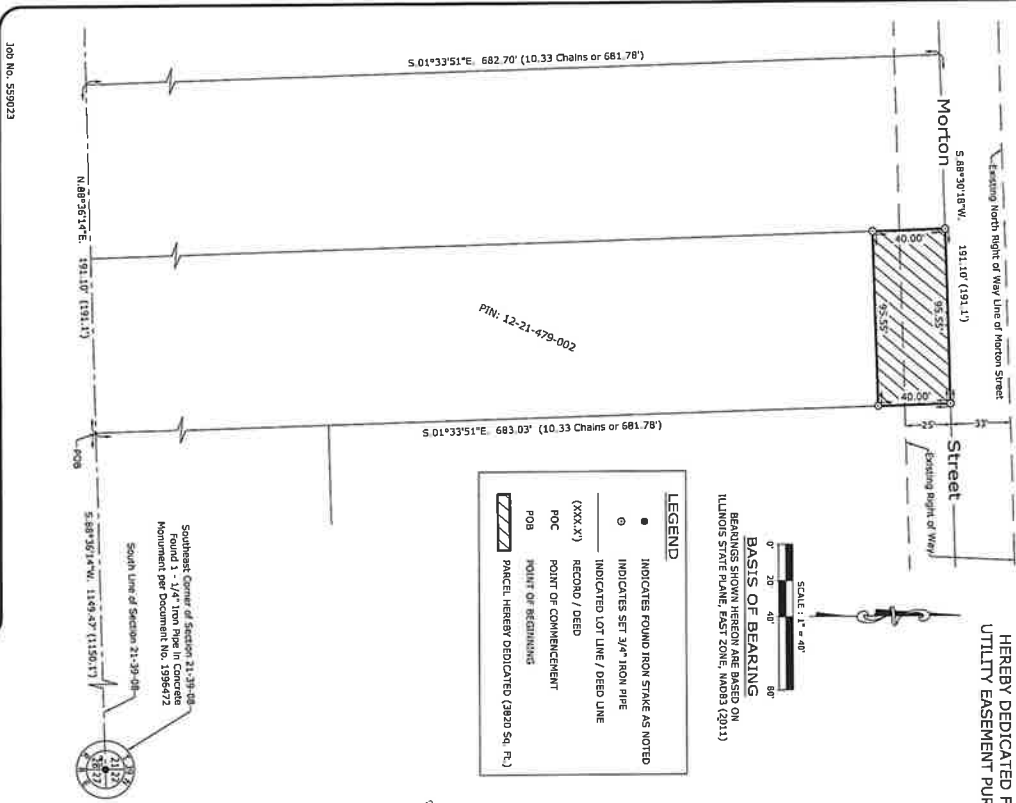 HEREBY DEDICATED F
UTILITY EASEMENT PUR
Existing North Right of Way Line of Morton Street
S.88°30'18"W. 191.10' (191.1')
Morton
Street
33'
25'
Existing Right of Way
40.00'
95.55'
95.55'
40.00'
S.01°33'51"E. 682.70' (10.33 Chains or 681.78')
PIN: 12-21-479-002
S.01°33'51"E. 683.03' (10.33 Chains or 681.78')
N.88°36'14"E. 191.10' (191.1')
POB
S.88°36'14"W. 1149.47' (1150.1')
SCALE : 1" = 40'
0' 20' 40' 80'
BASIS OF BEARING
BEARINGS SHOWN HEREON ARE BASED ON
ILLINOIS STATE PLANE, EAST ZONE, NAD83 (2011)
LEGEND
INDICATES FOUND IRON STAKE AS NOTED
INDICATES SET 3/4" IRON PIPE
INDICATED LOT LINE / DEED LINE
(XXX.X') RECORD / DEED
POC POINT OF COMMENCEMENT
POB POINT OF BEGINNING
PARCEL HEREBY DEDICATED (3820 Sq. Ft.)
Southeast Corner of Section 21-39-08
Found 1 - 1/4" Iron Pipe in Concrete
Monument per Document No. 1996472
South Line of Section 21-39-08
21 22
28 27
Job No. 559023